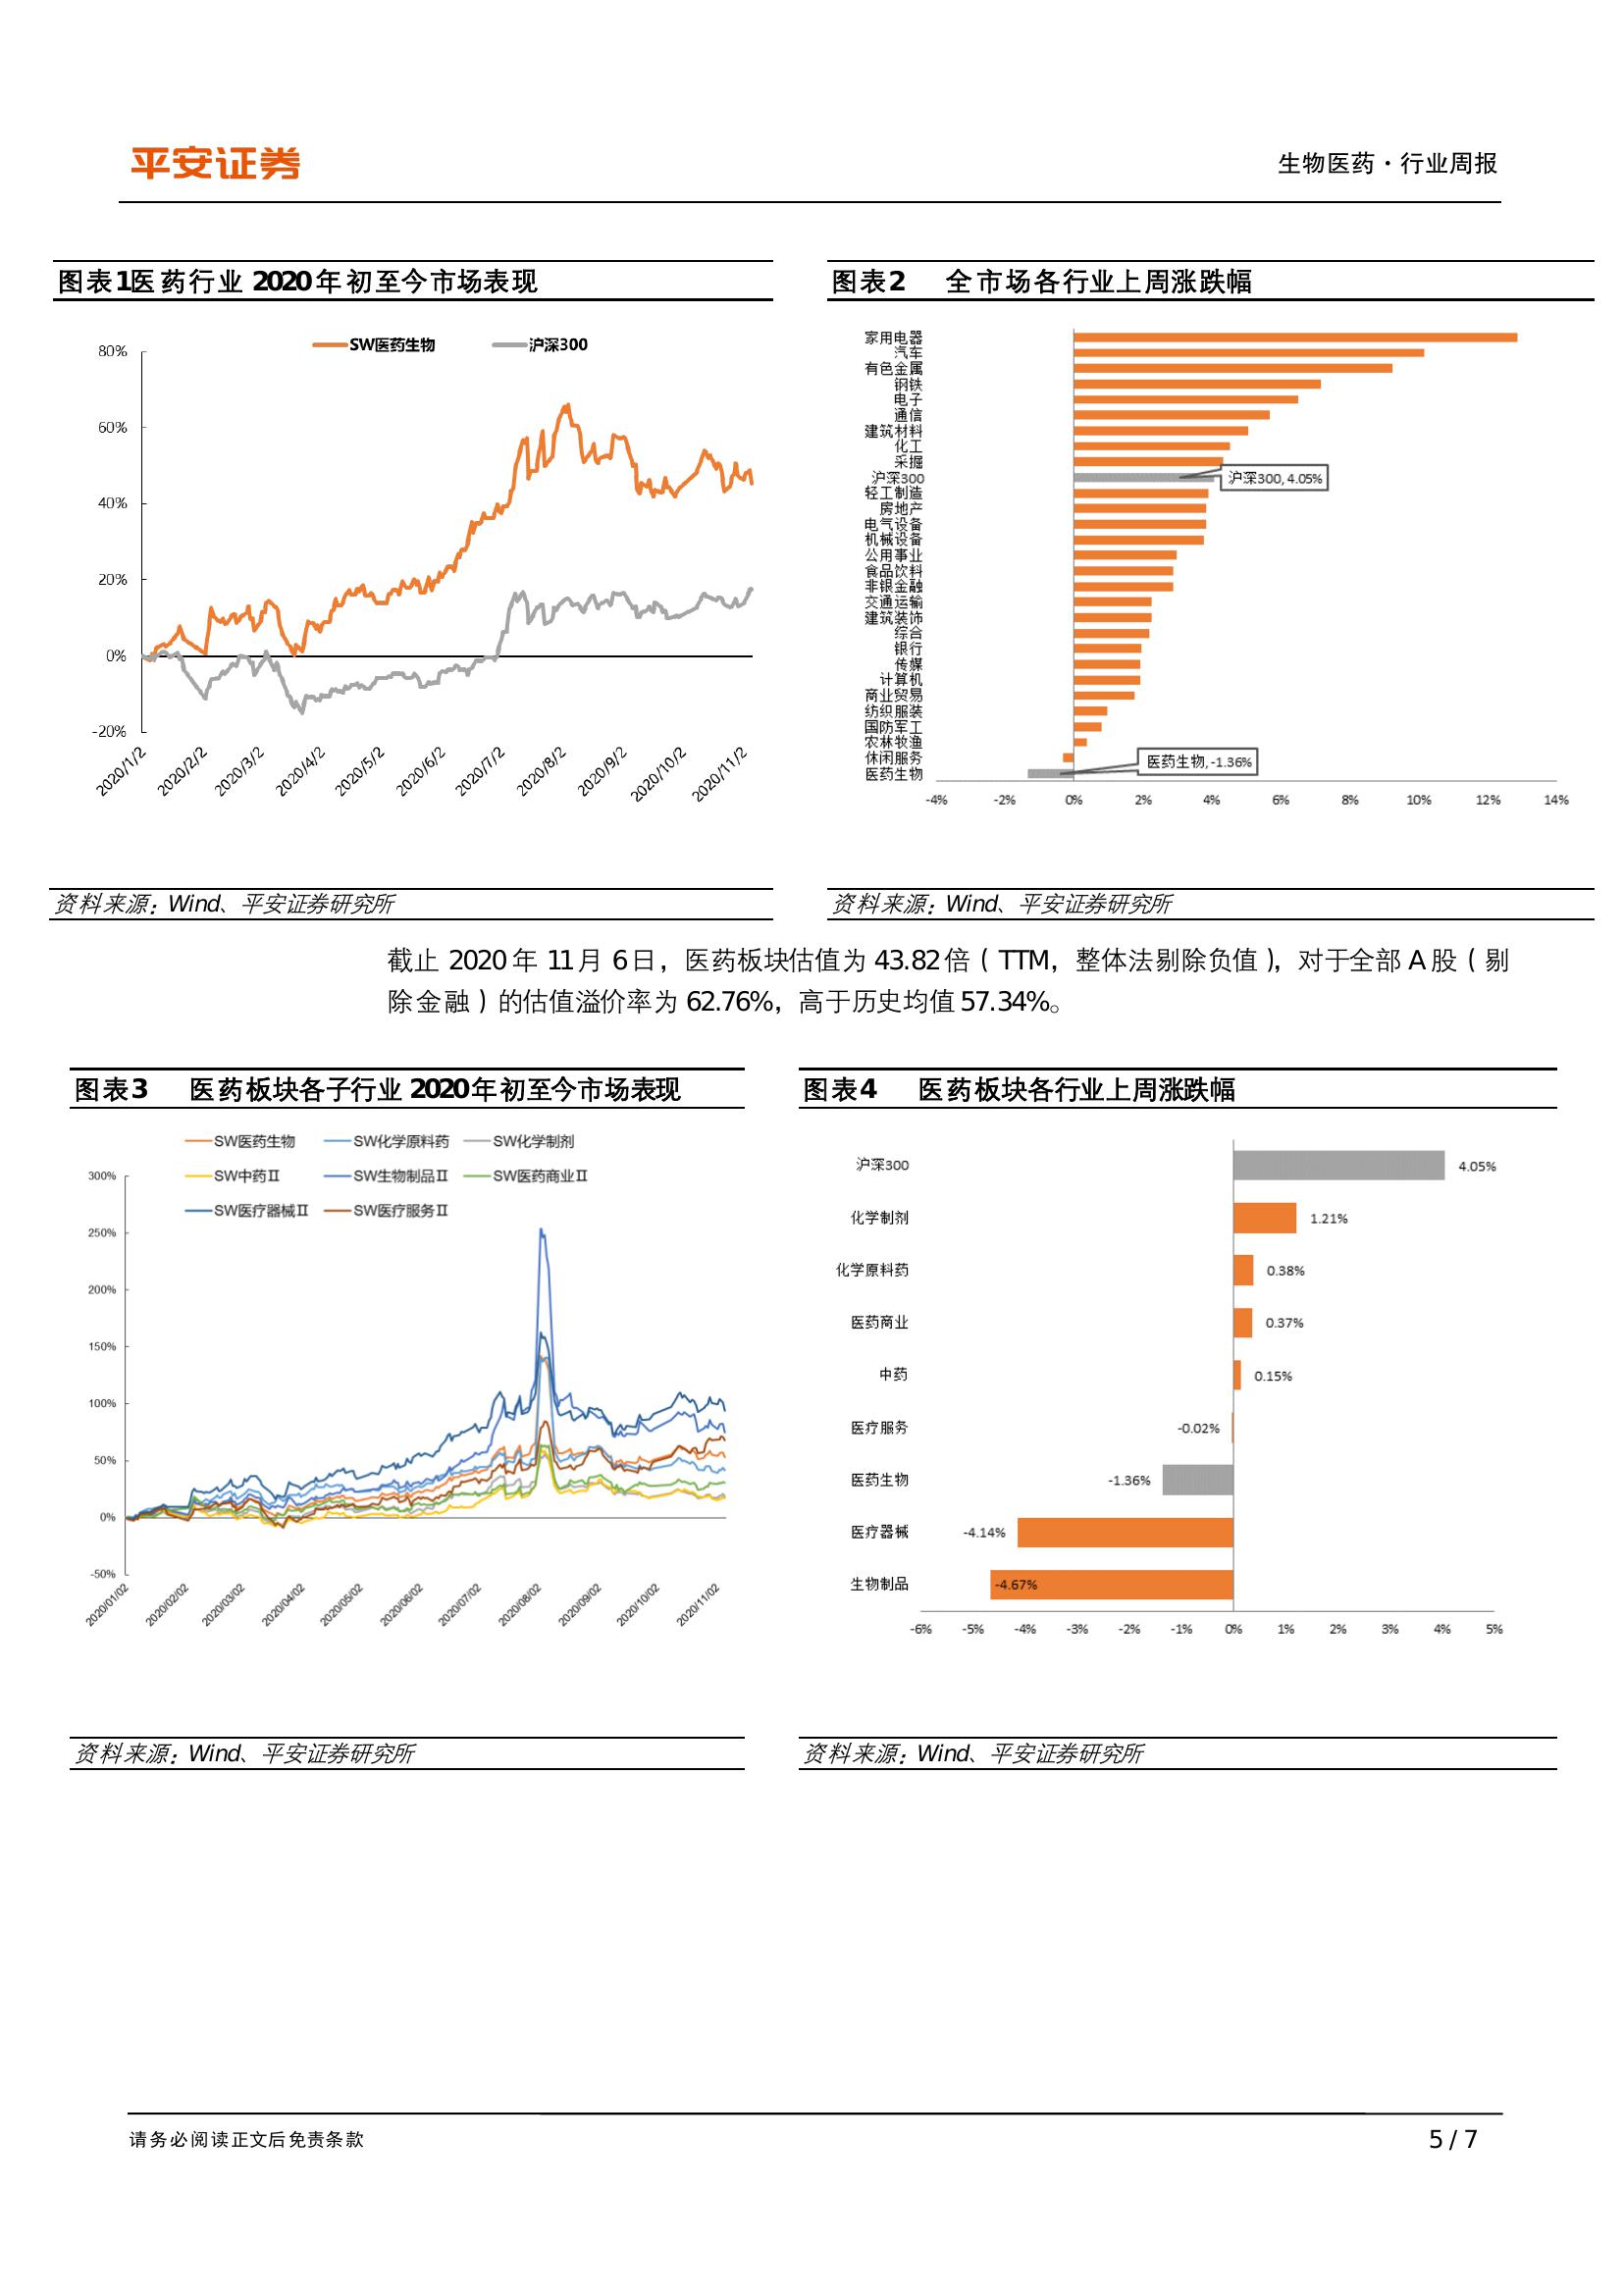 平安证券
生物医药·行业周报
图表1医药行业 2020年初至今市场表现
SW医药生物 沪深300
80%
60%
40%
20%
0%
-20%
2020/1/2 2020/2/2 2020/3/2 2020/4/2 2020/5/2 2020/6/2 2020/7/2 2020/8/2 2020/9/2 2020/10/2 2020/11/2
资料来源：Wind、平安证券研究所
图表2 全市场各行业上周涨跌幅
家用电器
汽车
有色金属
钢铁
电子
通信
建筑材料
化工
采掘
沪深300
沪深300, 4.05%
轻工制造
房地产
电气设备
机械设备
公用事业
食品饮料
非银金融
交通运输
建筑装饰
综合
银行
传媒
计算机
商业贸易
纺织服装
国防军工
农林牧渔
休闲服务
医药生物
医药生物, -1.36%
-4% -2% 0% 2% 4% 6% 8% 10% 12% 14%
资料来源：Wind、平安证券研究所
截止 2020年 11月 6日，医药板块估值为 43.82倍（TTM，整体法剔除负值），对于全部 A股（剔
除金融）的估值溢价率为 62.76%，高于历史均值57.34%。
图表3 医药板块各子行业 2020年初至今市场表现
SW医药生物 SW化学原料药 SW化学制剂
SW中药Ⅱ SW生物制品Ⅱ SW医药商业Ⅱ
SW医疗器械Ⅱ SW医疗服务Ⅱ
300%
250%
200%
150%
100%
50%
0%
-50%
2020/01/02 2020/02/02 2020/03/02 2020/04/02 2020/05/02 2020/06/02 2020/07/02 2020/08/02 2020/09/02 2020/10/02 2020/11/02
资料来源：Wind、平安证券研究所
图表4 医药板块各行业上周涨跌幅
沪深300 4.05%
化学制剂 1.21%
化学原料药 0.38%
医药商业 0.37%
中药 0.15%
医疗服务 -0.02%
医药生物 -1.36%
医疗器械 -4.14%
生物制品 -4.67%
-6% -5% -4% -3% -2% -1% 0% 1% 2% 3% 4% 5%
资料来源：Wind、平安证券研究所
请务必阅读正文后免责条款
5 / 7